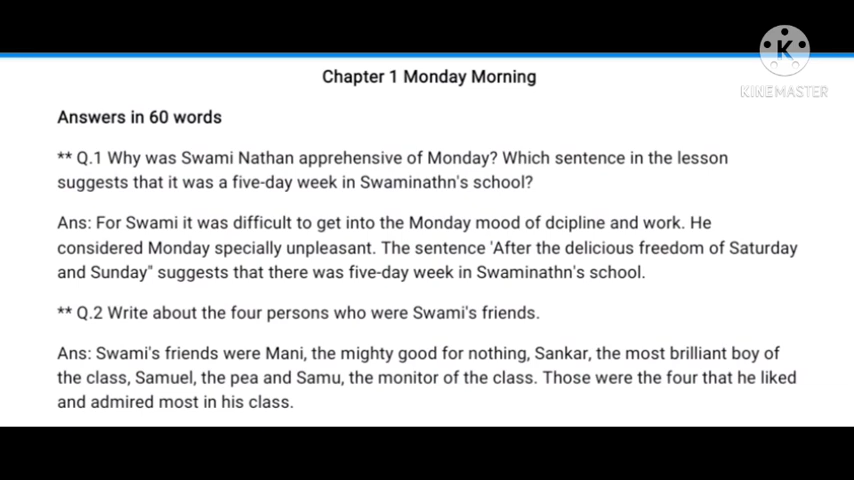 K
KINEMASTER
Chapter 1 Monday Morning
Answers in 60 words
** Q.1 Why was Swami Nathan apprehensive of Monday? Which sentence in the lesson
suggests that it was a five-day week in Swaminathn's school?
Ans: For Swami it was difficult to get into the Monday mood of dcipline and work. He
considered Monday specially unpleasant. The sentence 'After the delicious freedom of Saturday
and Sunday" suggests that there was five-day week in Swaminathn's school.
** Q.2 Write about the four persons who were Swami's friends.
Ans: Swami's friends were Mani, the mighty good for nothing, Sankar, the most brilliant boy of
the class, Samuel, the pea and Samu, the monitor of the class. Those were the four that he liked
and admired most in his class.